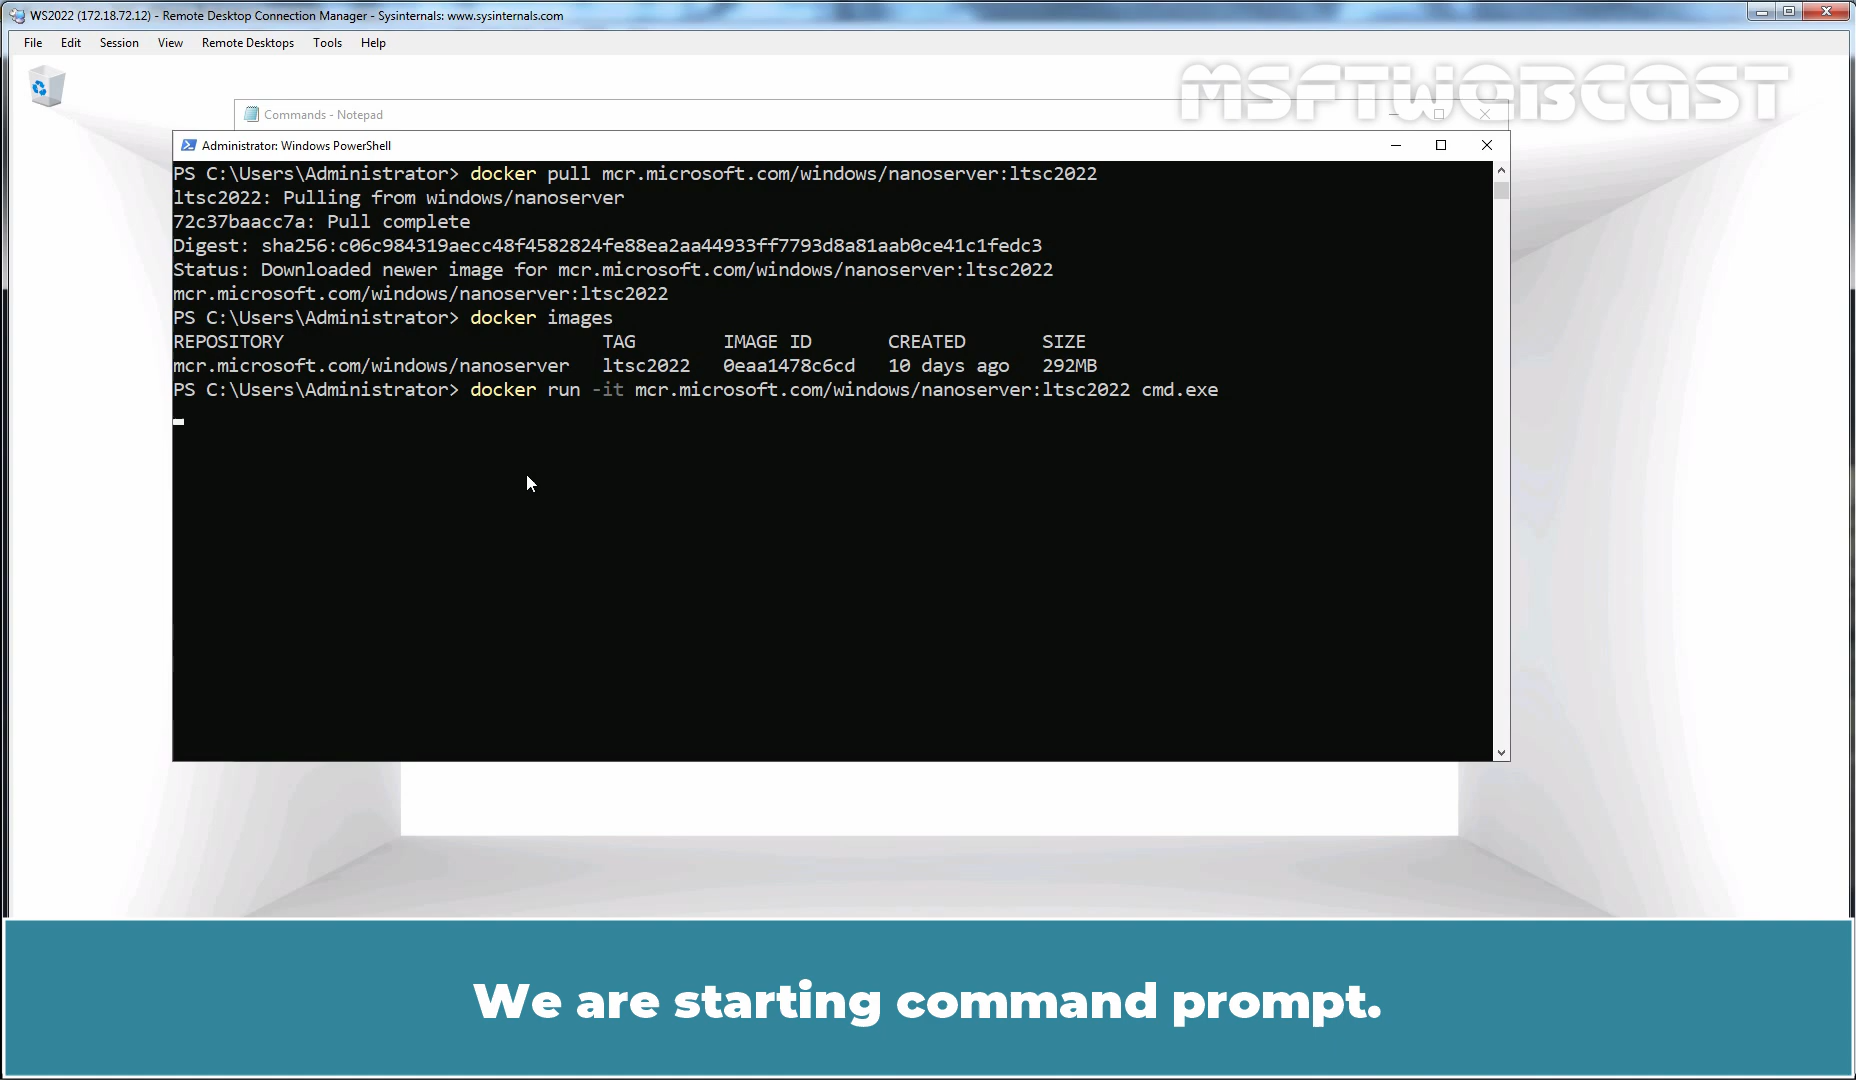 WS2022 (172.18.72.12) - Remote Desktop Connection Manager - Sysinternals: www.sysinternals.com
File Edit Session View Remote Desktops Tools Help
MSFTWEBCAST
Commands - Notepad
Administrator: Windows PowerShell
PS C:\Users\Administrator> docker pull mcr.microsoft.com/windows/nanoserver:ltsc2022
ltsc2022: Pulling from windows/nanoserver
72c37baacc7a: Pull complete
Digest: sha256:c06c984319aecc48f4582824fe88ea2aa44933ff7793d8a81aab0ce41c1fedc3
Status: Downloaded newer image for mcr.microsoft.com/windows/nanoserver:ltsc2022
mcr.microsoft.com/windows/nanoserver:ltsc2022
PS C:\Users\Administrator> docker images
REPOSITORY TAG IMAGE ID CREATED SIZE
mcr.microsoft.com/windows/nanoserver ltsc2022 0eaa1478c6cd 10 days ago 292MB
PS C:\Users\Administrator> docker run -it mcr.microsoft.com/windows/nanoserver:ltsc2022 cmd.exe
We are starting command prompt.